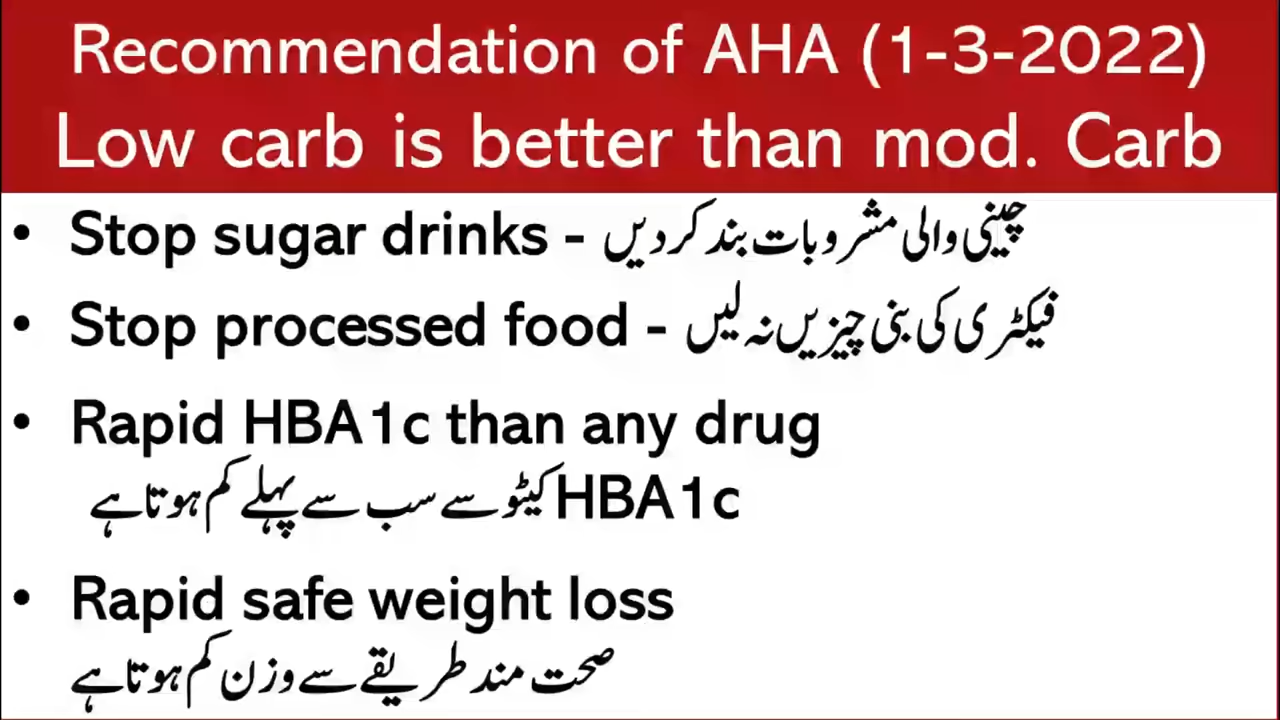 Recommendation of AHA (1-3-2022)
Low carb is better than mod. Carb
• Stop sugar drinks - چینی والی مشروبات بند کر دیں
• Stop processed food - فیکٹری کی بنی چیزیں نہ لیں
• Rapid HBA1c than any drug
HBA1c کیٹو سے سب سے پہلے کم ہوتا ہے
• Rapid safe weight loss
صحت مند طریقے سے وزن کم ہوتا ہے